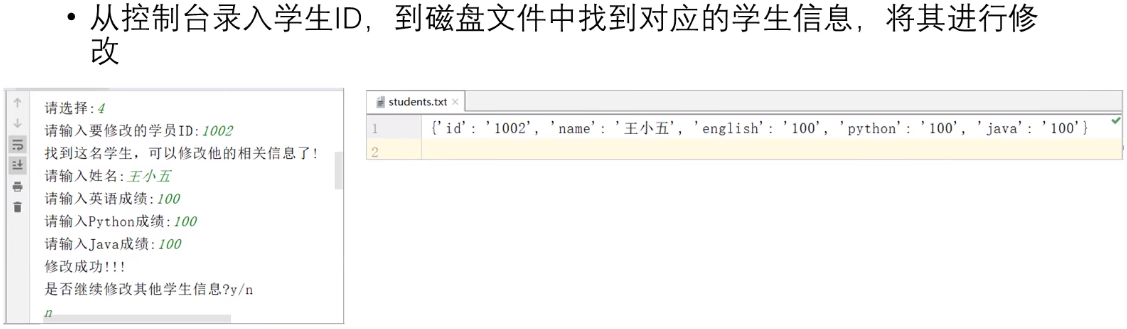 • 从控制台录入学生ID，到磁盘文件中找到对应的学生信息，将其进行修
改
请选择:4
请输入要修改的学员ID:1002
找到这名学生，可以修改他的相关信息了!
请输入姓名:王小五
请输入英语成绩:100
请输入Python成绩:100
请输入Java成绩:100
修改成功!!!
是否继续修改其他学生信息?y/n
n
students.txt
1 {'id': '1002', 'name': '王小五', 'english': '100', 'python': '100', 'java': '100'}
2